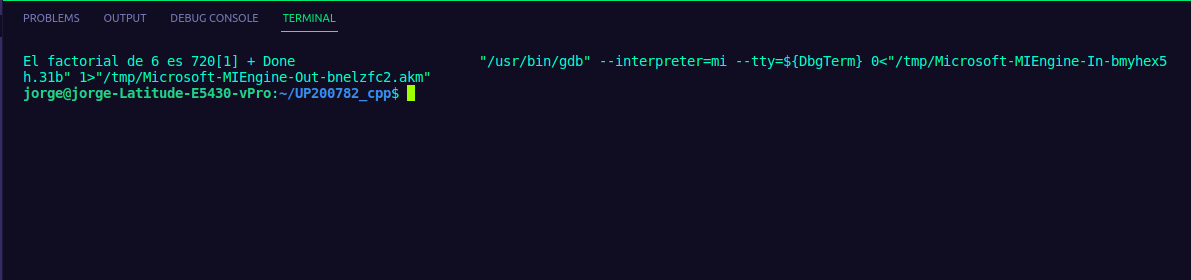 PROBLEMS OUTPUT DEBUG CONSOLE TERMINAL
El factorial de 6 es 720[1] + Done                       "/usr/bin/gdb" --interpreter=mi --tty=${DbgTerm} 0<"/tmp/Microsoft-MIEngine-In-bmyhex5
h.31b" 1>"/tmp/Microsoft-MIEngine-Out-bnelzfc2.akm"
jorge@jorge-Latitude-E5430-vPro:~/UP200782_cpp$